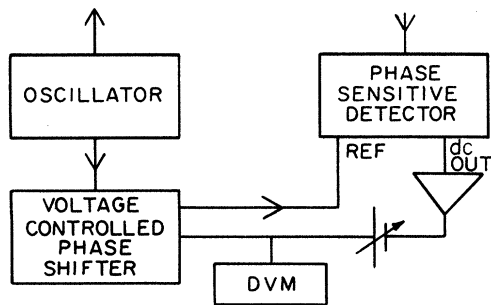 OSCILLATOR
PHASE
SENSITIVE
DETECTOR
REF
dc
OUT
VOLTAGE
CONTROLLED
PHASE
SHIFTER
DVM